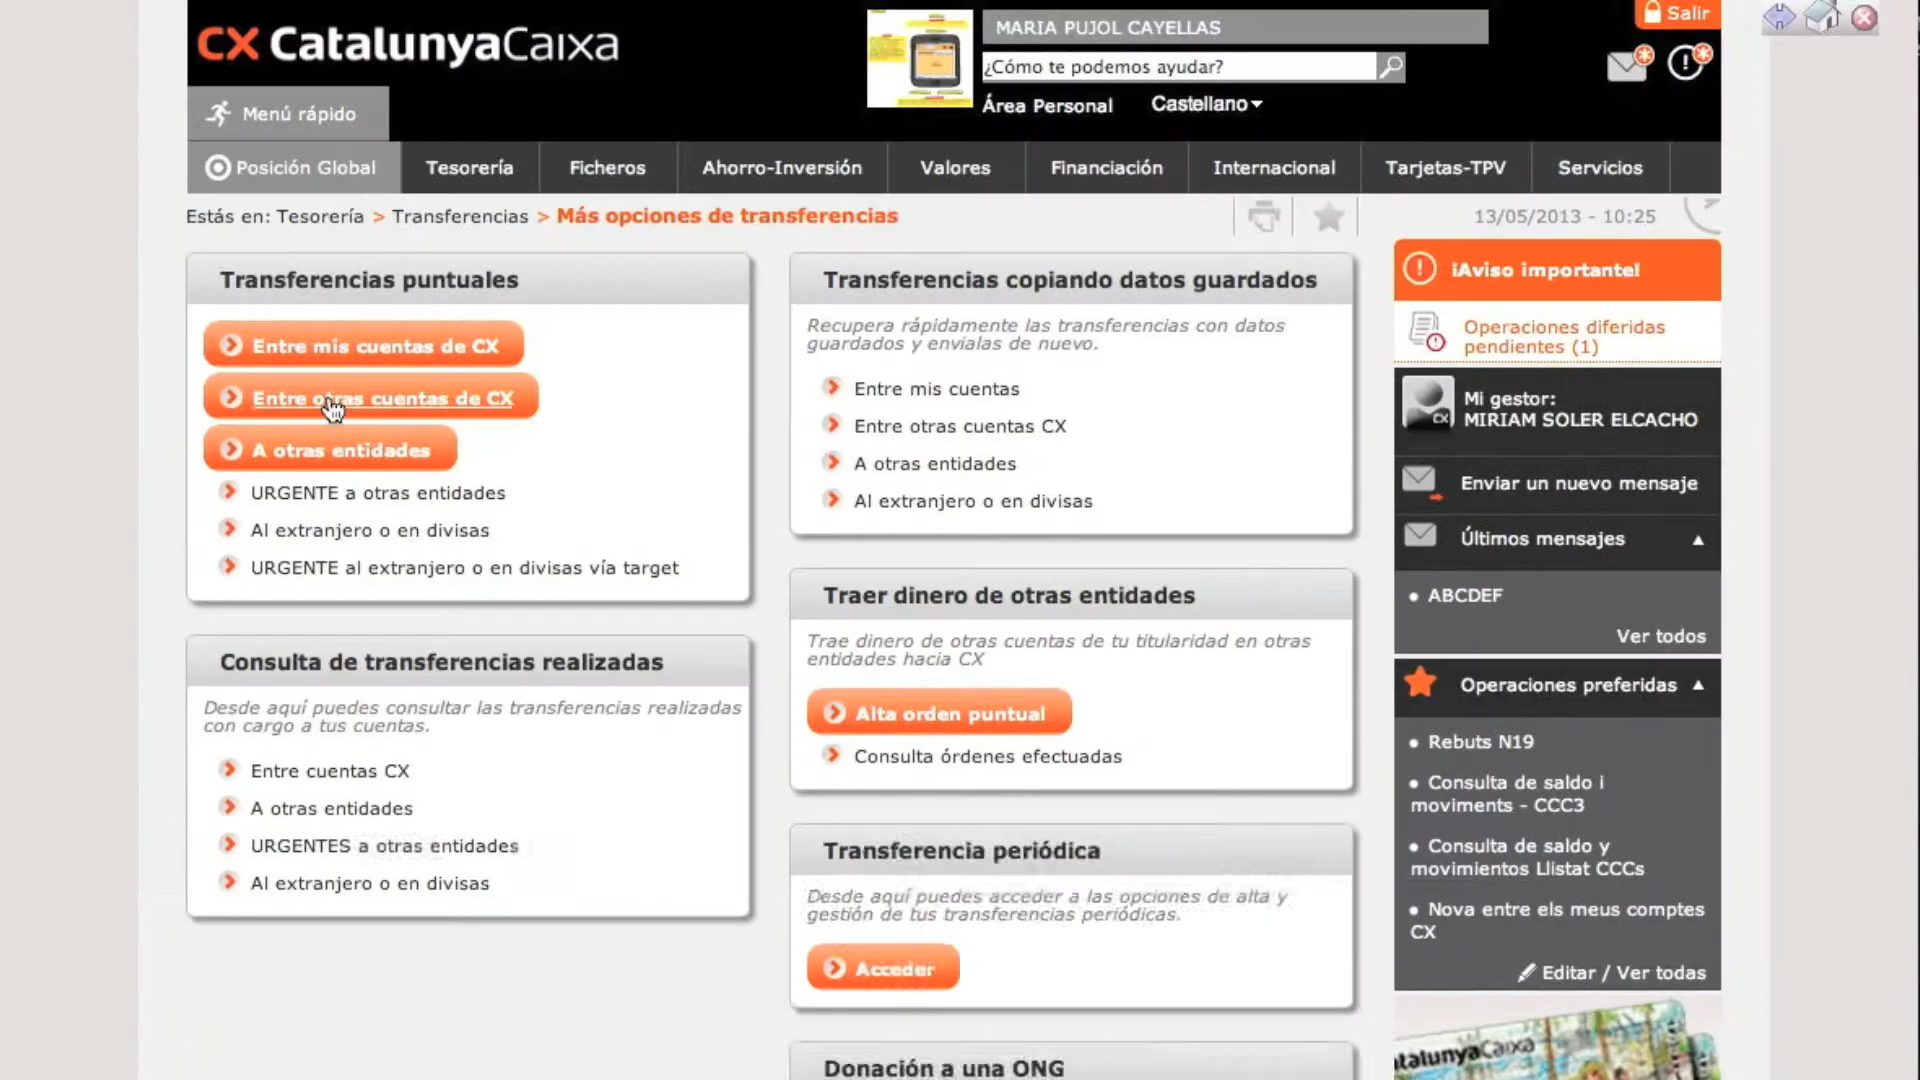 CX CatalunyaCaixa
MARIA PUJOL CAYELLAS
¿Cómo te podemos ayudar?
Área Personal
Castellano
Salir
Menú rápido
Posición Global
Tesorería
Ficheros
Ahorro-Inversión
Valores
Financiación
Internacional
Tarjetas-TPV
Servicios
Estás en: Tesorería > Transferencias > Más opciones de transferencias
13/05/2013 - 10:25
Transferencias puntuales
Entre mis cuentas de CX
Entre otras cuentas de CX
A otras entidades
URGENTE a otras entidades
Al extranjero o en divisas
URGENTE al extranjero o en divisas vía target
Consulta de transferencias realizadas
Desde aquí puedes consultar las transferencias realizadas
con cargo a tus cuentas.
Entre cuentas CX
A otras entidades
URGENTES a otras entidades
Al extranjero o en divisas
Transferencias copiando datos guardados
Recupera rápidamente las transferencias con datos
guardados y envialas de nuevo.
Entre mis cuentas
Entre otras cuentas CX
A otras entidades
Al extranjero o en divisas
Traer dinero de otras entidades
Trae dinero de otras cuentas de tu titularidad en otras
entidades hacia CX
Alta orden puntual
Consulta órdenes efectuadas
Transferencia periódica
Desde aquí puedes acceder a las opciones de alta y
gestión de tus transferencias periódicas.
Acceder
Donación a una ONG
¡Aviso importante!
Operaciones diferidas
pendientes (1)
Mi gestor:
MIRIAM SOLER ELCACHO
Enviar un nuevo mensaje
Últimos mensajes
ABCDEF
Ver todos
Operaciones preferidas
Rebuts N19
Consulta de saldo i
moviments - CCC3
Consulta de saldo y
movimientos Llistat CCCs
Nova entre els meus comptes
CX
Editar / Ver todas